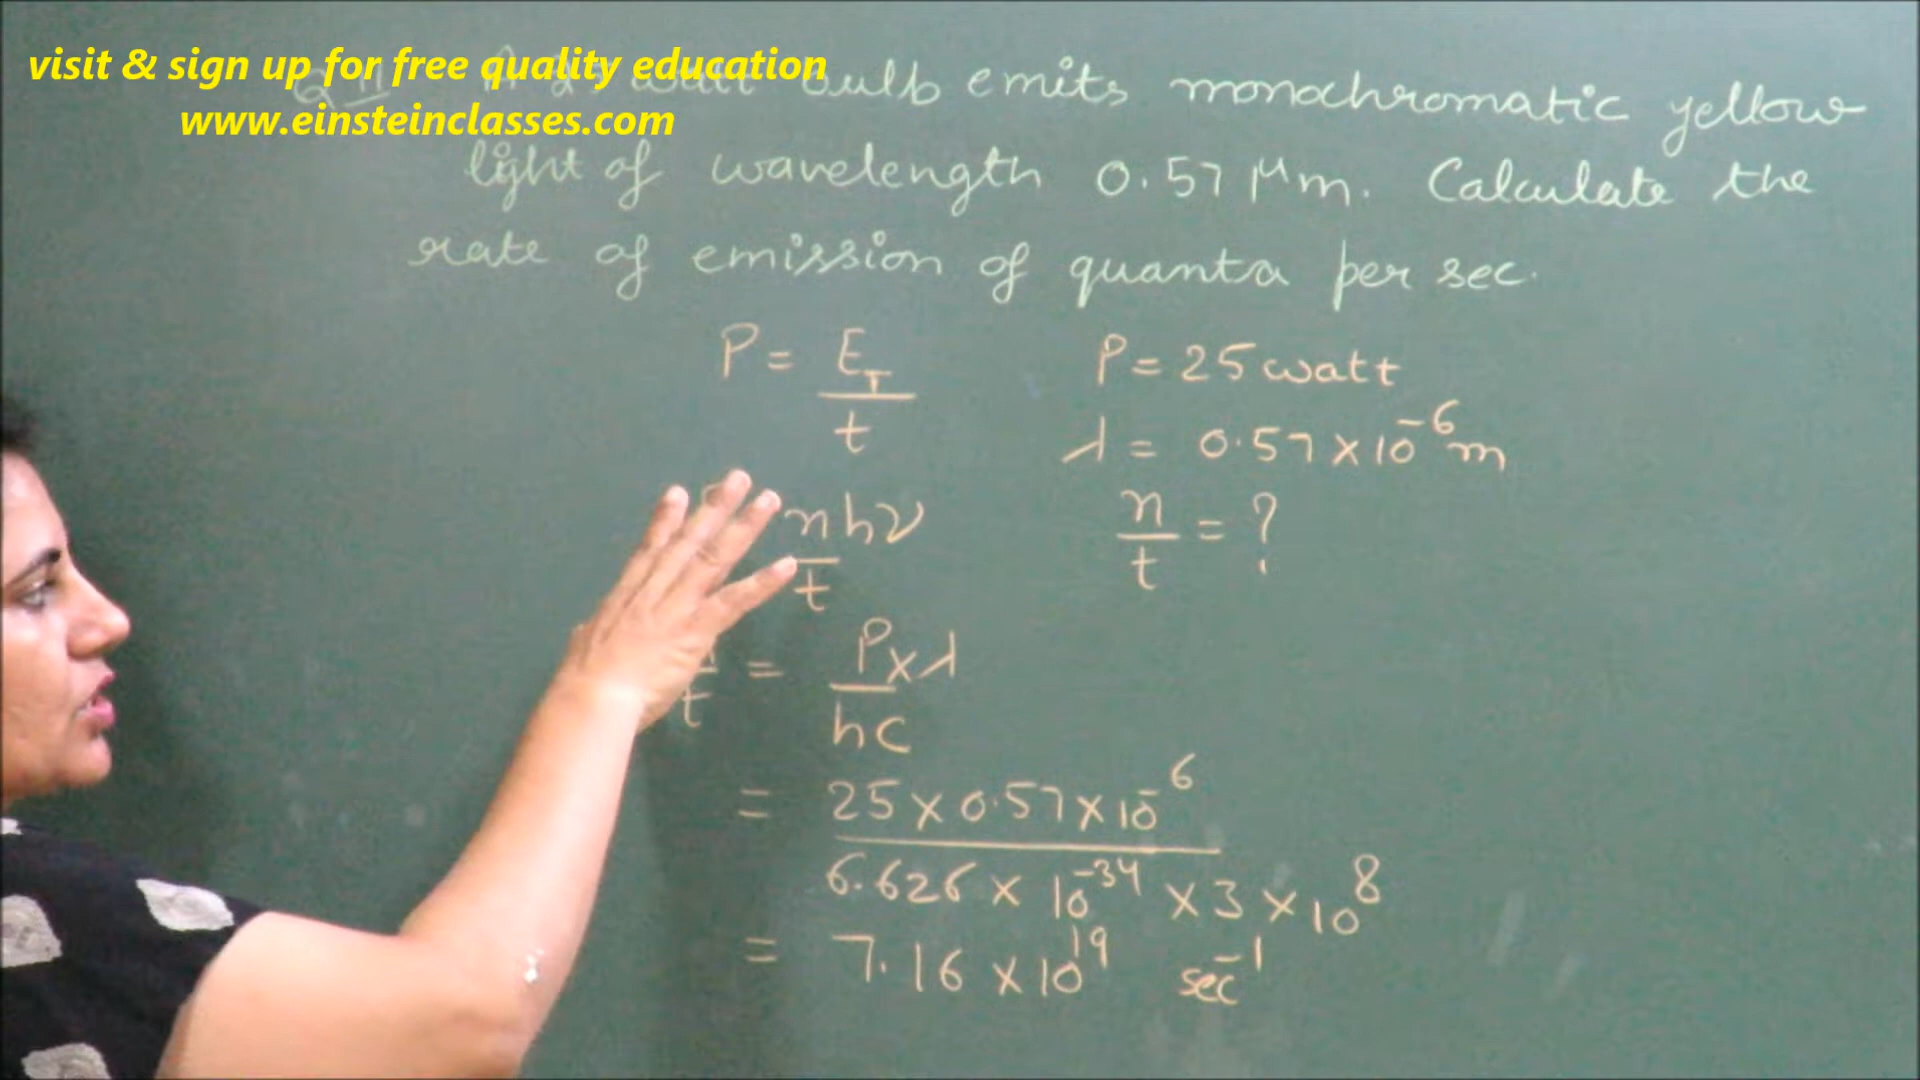 visit & sign up for free quality education
www.einsteinclasses.com
bulb emits monochromatic yellow
light of wavelength 0.57 μm. Calculate the
rate of emission of quanta per sec.
P = E_T / t
P = 25 watt
λ = 0.57 × 10⁻⁶ m
nhν / t
n / t = ?
t = P × λ / hc
= 25 × 0.57 × 10⁻⁶ / 6.626 × 10⁻³⁴ × 3 × 10⁸
= 7.16 × 10¹⁹ sec⁻¹